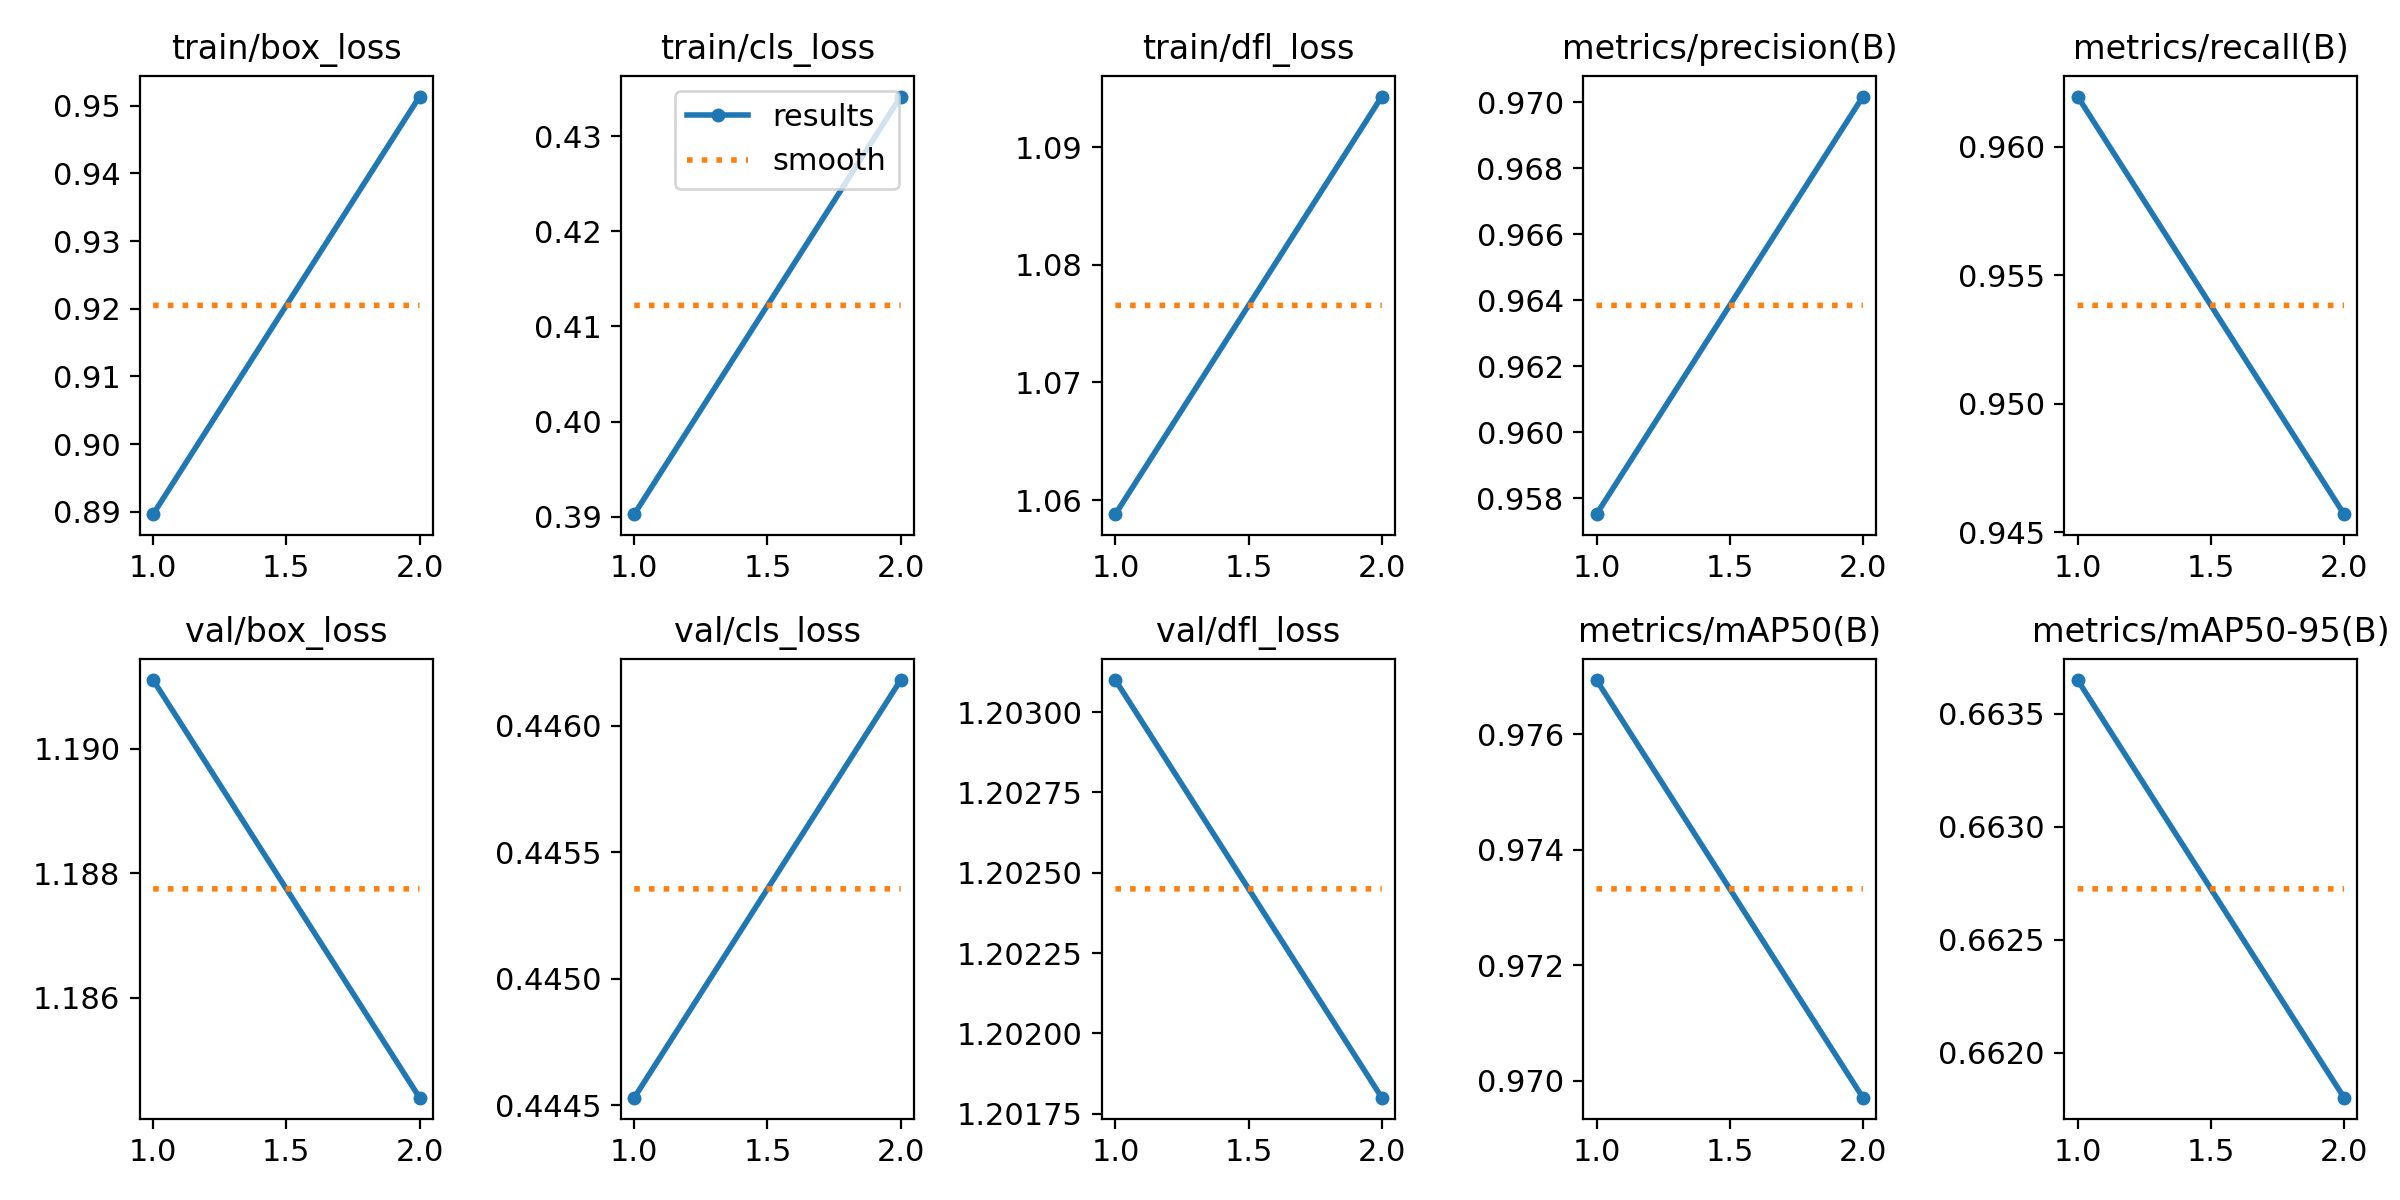 train/box_loss
0.95
0.94
0.93
0.92
0.91
0.90
0.89
1.0 1.5 2.0
train/cls_loss
results
smooth
0.43
0.42
0.41
0.40
0.39
1.0 1.5 2.0
train/dfl_loss
1.09
1.08
1.07
1.06
1.0 1.5 2.0
metrics/precision(B)
0.970
0.968
0.966
0.964
0.962
0.960
0.958
1.0 1.5 2.0
metrics/recall(B)
0.960
0.955
0.950
0.945
1.0 1.5 2.0
val/box_loss
1.190
1.188
1.186
1.0 1.5 2.0
val/cls_loss
0.4460
0.4455
0.4450
0.4445
1.0 1.5 2.0
val/dfl_loss
1.20300
1.20275
1.20250
1.20225
1.20200
1.20175
1.0 1.5 2.0
metrics/mAP50(B)
0.976
0.974
0.972
0.970
1.0 1.5 2.0
metrics/mAP50-95(B)
0.6635
0.6630
0.6625
0.6620
1.0 1.5 2.0